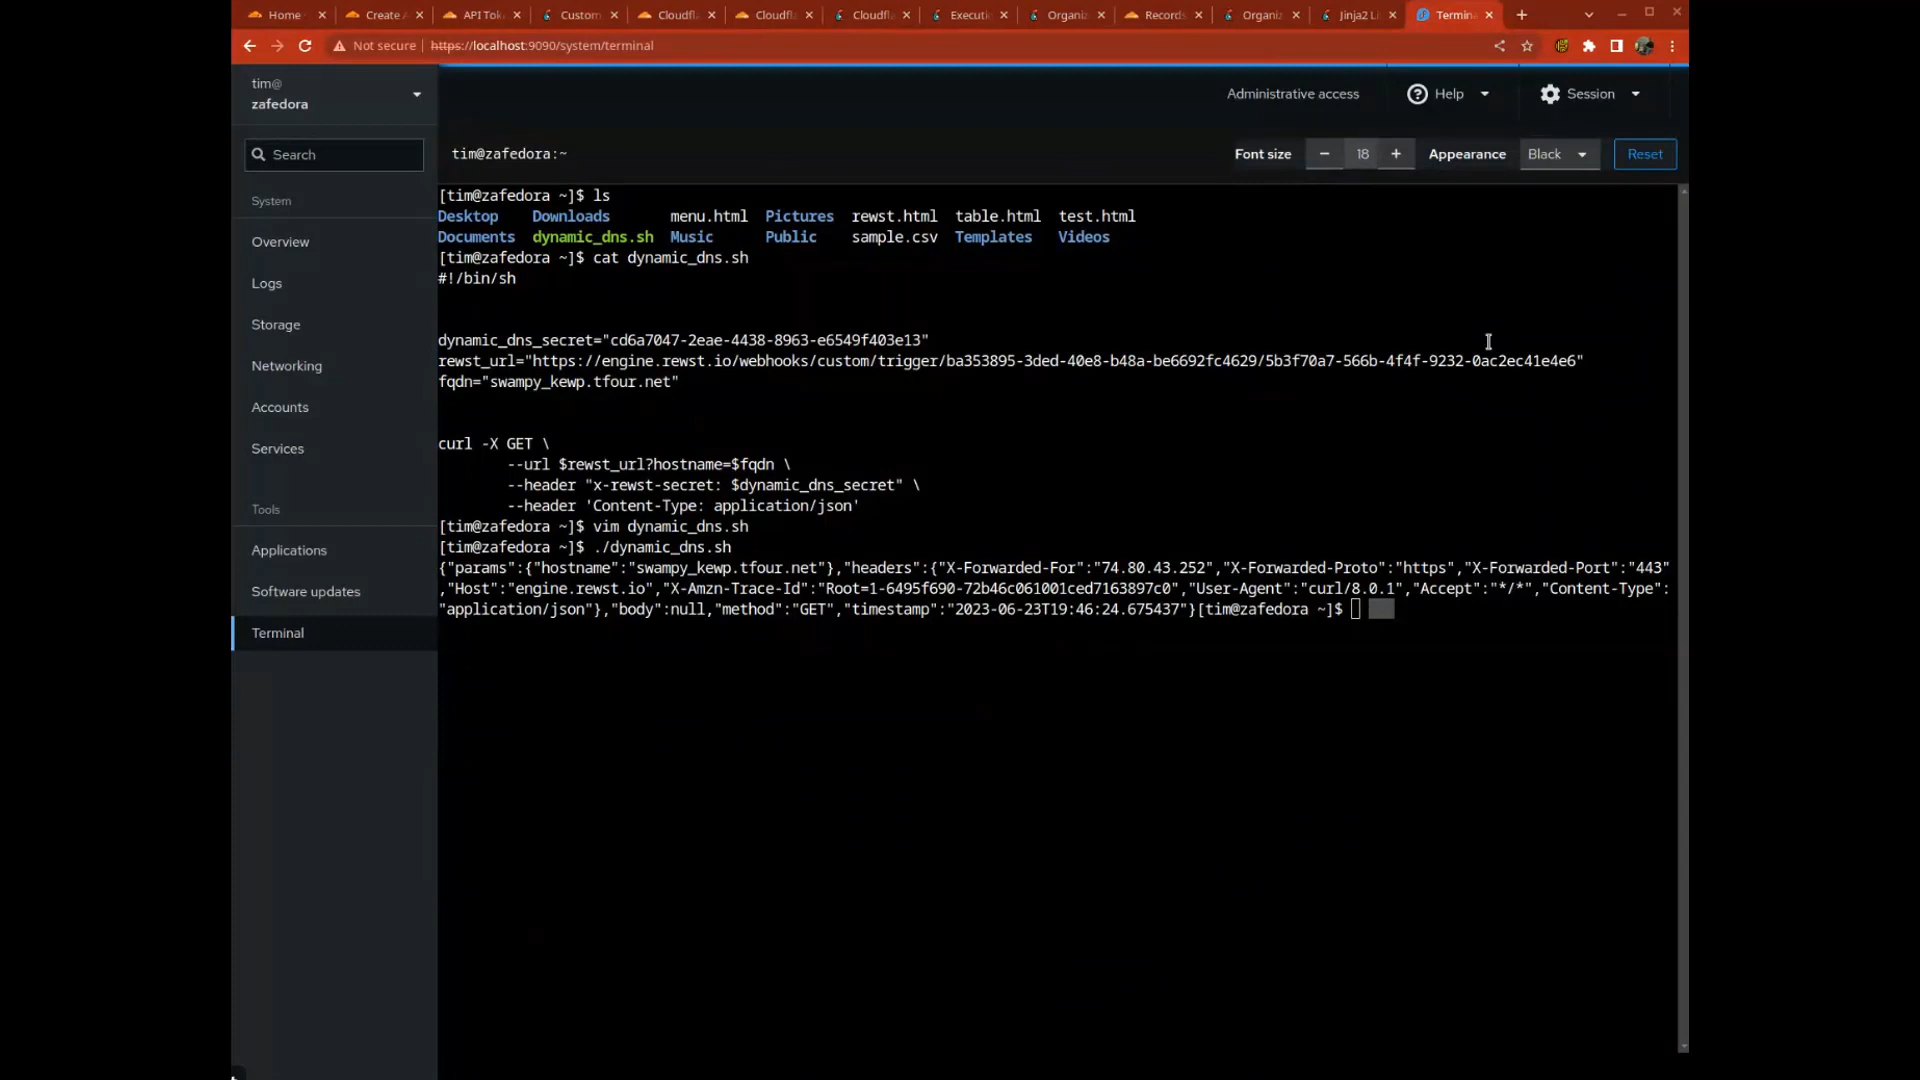 Home
Create A
API Tok
Custom
Cloudfl
Cloudfl
Cloudfl
Executi
Organiz
Records
Organiz
Jinja2 Li
Termin
Not secure
https://localhost:9090/system/terminal
tim@
zafedora
Administrative access
Help
Session
Search
tim@zafedora:~
Font size
18
Appearance
Black
Reset
System
Overview
Logs
Storage
Networking
Accounts
Services
Tools
Applications
Software updates
Terminal
[tim@zafedora ~]$ ls
Desktop Downloads menu.html Pictures rewst.html table.html test.html
Documents dynamic_dns.sh Music Public sample.csv Templates Videos
[tim@zafedora ~]$ cat dynamic_dns.sh
#!/bin/sh
dynamic_dns_secret="cd6a7047-2eae-4438-8963-e6549f403e13"
rewst_url="https://engine.rewst.io/webhooks/custom/trigger/ba353895-3ded-40e8-b48a-be6692fc4629/5b3f70a7-566b-4f4f-9232-0ac2ec41e4e6"
fqdn="swampy_kewp.tfour.net"
curl -X GET \
--url $rewst_url?hostname=$fqdn \
--header "x-rewst-secret: $dynamic_dns_secret" \
--header 'Content-Type: application/json'
[tim@zafedora ~]$ vim dynamic_dns.sh
[tim@zafedora ~]$ ./dynamic_dns.sh
{"params":{"hostname":"swampy_kewp.tfour.net"},"headers":{"X-Forwarded-For":"74.80.43.252","X-Forwarded-Proto":"https","X-Forwarded-Port":"443"
,"Host":"engine.rewst.io","X-Amzn-Trace-Id":"Root=1-6495f690-72b46c061001ced7163897c0","User-Agent":"curl/8.0.1","Accept":"*/*","Content-Type":
"application/json"},"body":null,"method":"GET","timestamp":"2023-06-23T19:46:24.675437"}[tim@zafedora ~]$